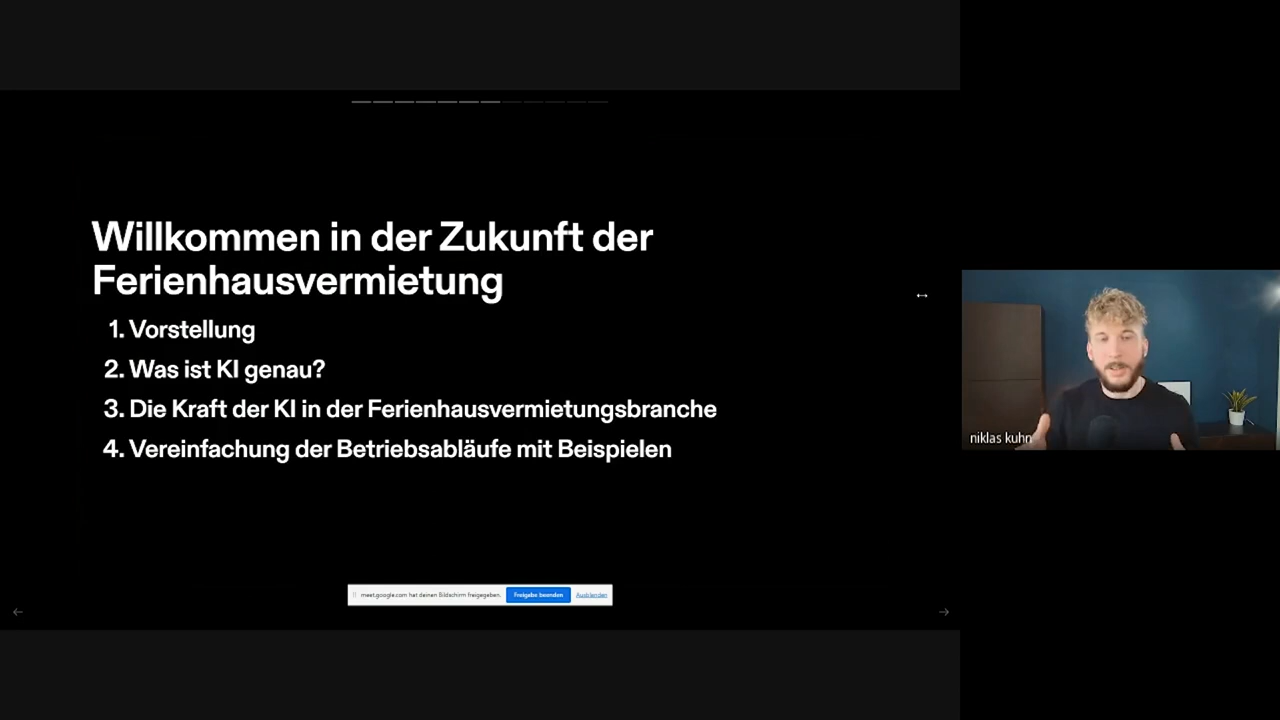 Willkommen in der Zukunft der
Ferienhausvermietung
1. Vorstellung
2. Was ist KI genau?
3. Die Kraft der KI in der Ferienhausvermietungsbranche
4. Vereinfachung der Betriebsabläufe mit Beispielen
niklas kuhn
meet.google.com hat deinen Bildschirm freigegeben. Freigabe beenden Ausblenden